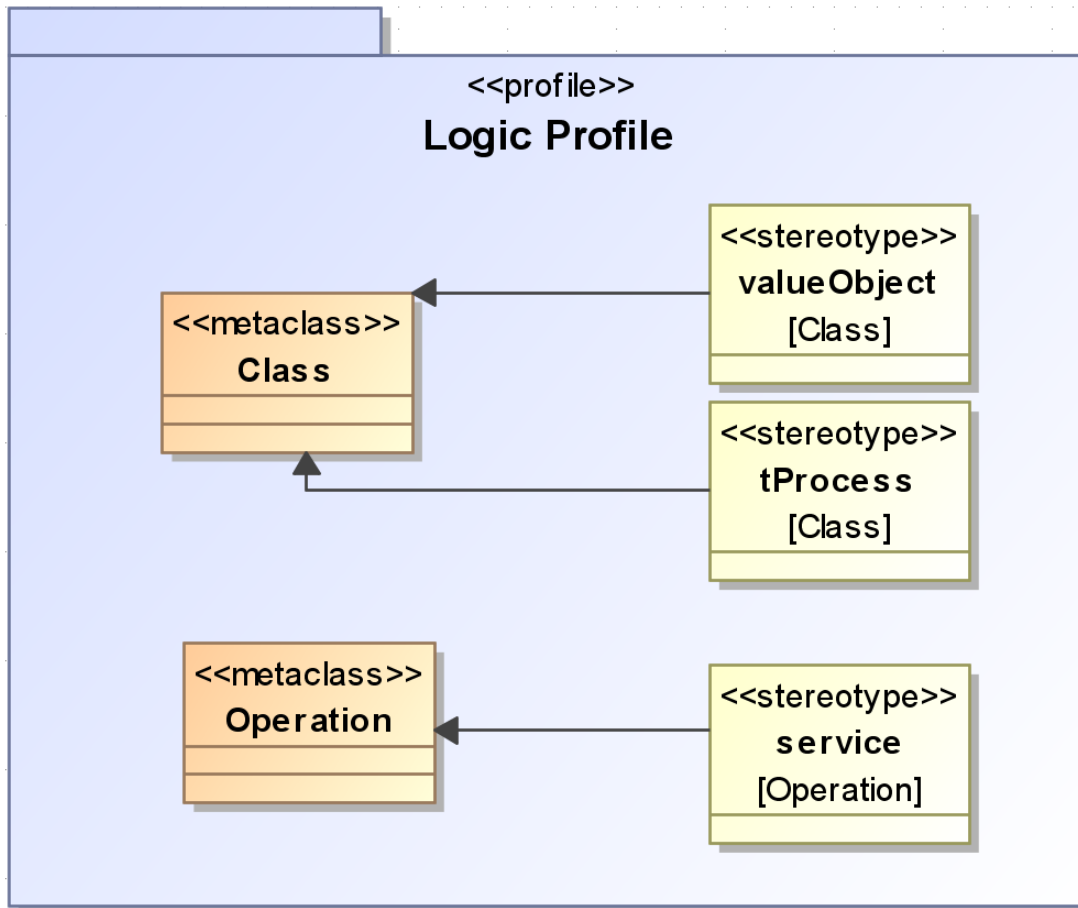 <<profile>>
Logic Profile
<<stereotype>>
valueObject
[Class]
<<metaclass>>
Class
<<stereotype>>
tProcess
[Class]
<<metaclass>>
Operation
<<stereotype>>
service
[Operation]